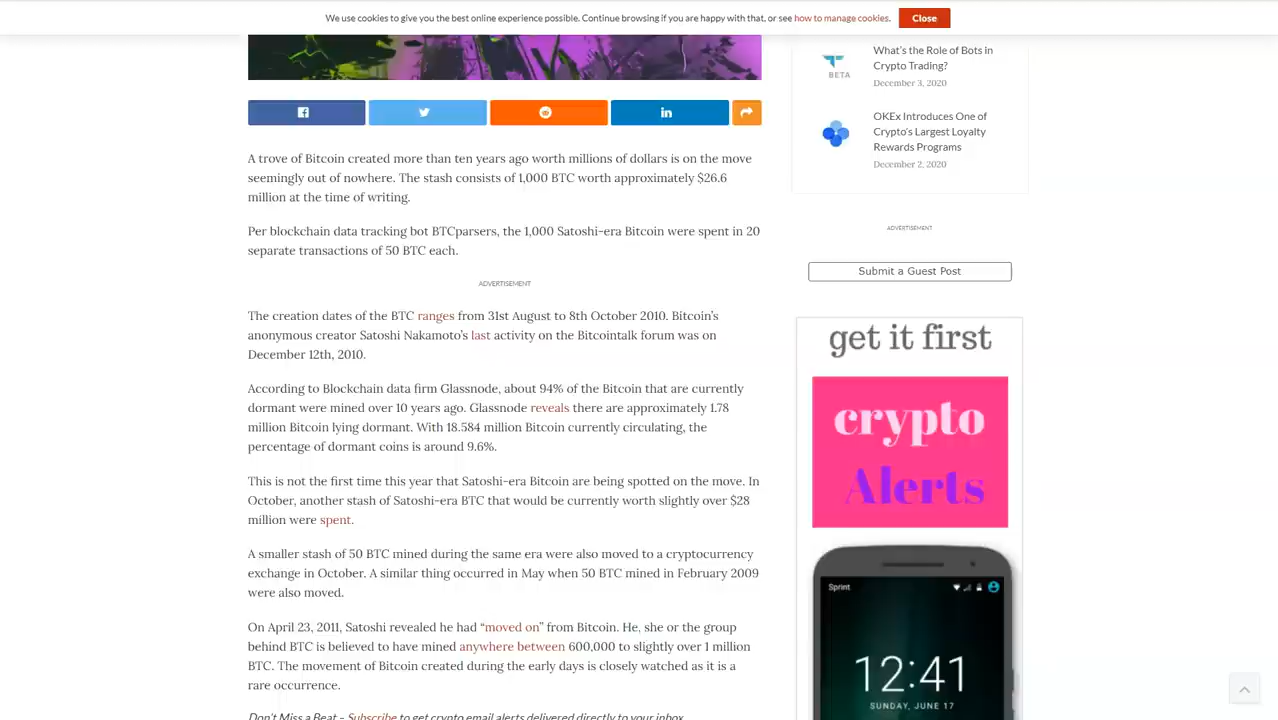 We use cookies to give you the best online experience possible. Continue browsing if you are happy with that, or see how to manage cookies.
Close
A trove of Bitcoin created more than ten years ago worth millions of dollars is on the move
seemingly out of nowhere. The stash consists of 1,000 BTC worth approximately $26.6
million at the time of writing.
Per blockchain data tracking bot BTCparsers, the 1,000 Satoshi-era Bitcoin were spent in 20
separate transactions of 50 BTC each.
ADVERTISEMENT
The creation dates of the BTC ranges from 31st August to 8th October 2010. Bitcoin's
anonymous creator Satoshi Nakamoto's last activity on the Bitcointalk forum was on
December 12th, 2010.
According to Blockchain data firm Glassnode, about 94% of the Bitcoin that are currently
dormant were mined over 10 years ago. Glassnode reveals there are approximately 1.78
million Bitcoin lying dormant. With 18.584 million Bitcoin currently circulating, the
percentage of dormant coins is around 9.6%.
This is not the first time this year that Satoshi-era Bitcoin are being spotted on the move. In
October, another stash of Satoshi-era BTC that would be currently worth slightly over $28
million were spent.
A smaller stash of 50 BTC mined during the same era were also moved to a cryptocurrency
exchange in October. A similar thing occurred in May when 50 BTC mined in February 2009
were also moved.
On April 23, 2011, Satoshi revealed he had “moved on” from Bitcoin. He, she or the group
behind BTC is believed to have mined anywhere between 600,000 to slightly over 1 million
BTC. The movement of Bitcoin created during the early days is closely watched as it is a
rare occurrence.
Don't Miss a Beat – Subscribe to get crypto email alerts delivered directly to your inbox
BETA
What's the Role of Bots in
Crypto Trading?
December 3, 2020
OKEx Introduces One of
Crypto's Largest Loyalty
Rewards Programs
December 2, 2020
ADVERTISEMENT
Submit a Guest Post
get it first
crypto
Alerts
Sprint
12:41
SUNDAY, JUNE 17